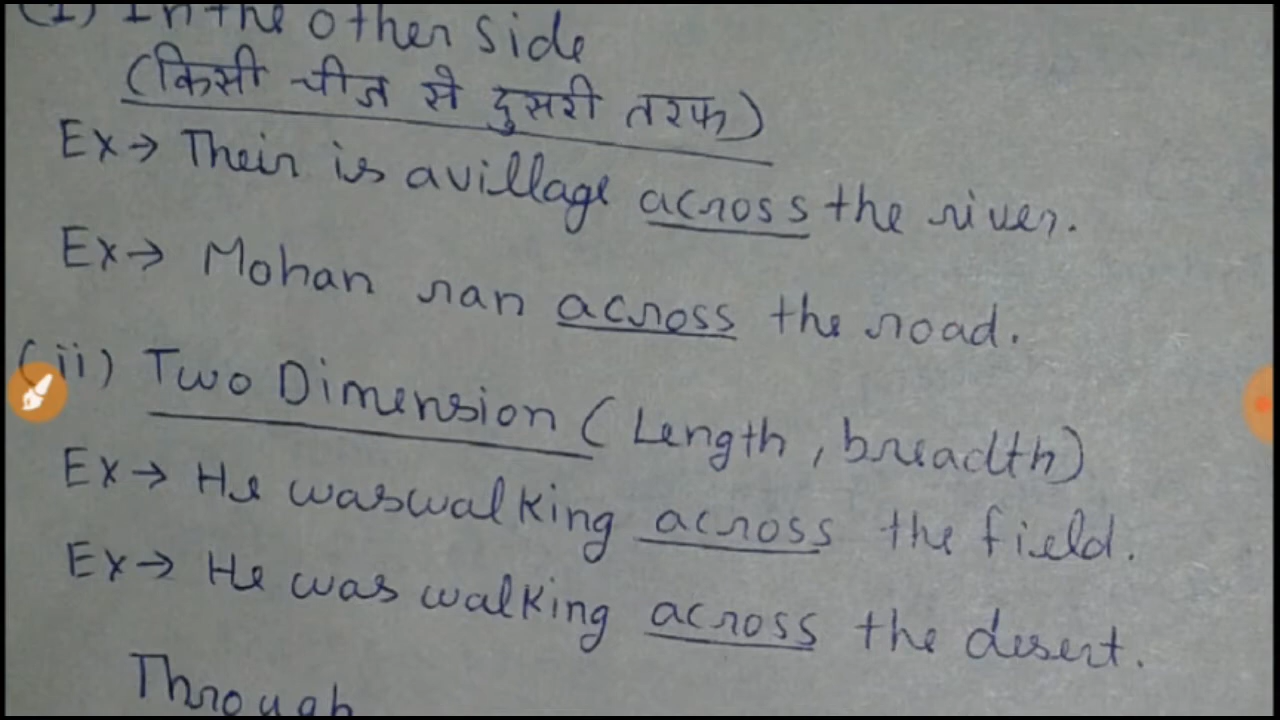 (I) In the other side
(किसी चीज से दुसरी तरफ)
Ex→ Their is a village across the river.
Ex→ Mohan ran across the road.
(ii) Two Dimension (Length, breadth)
Ex→ He was walking across the field.
Ex→ He was walking across the desert.
Through